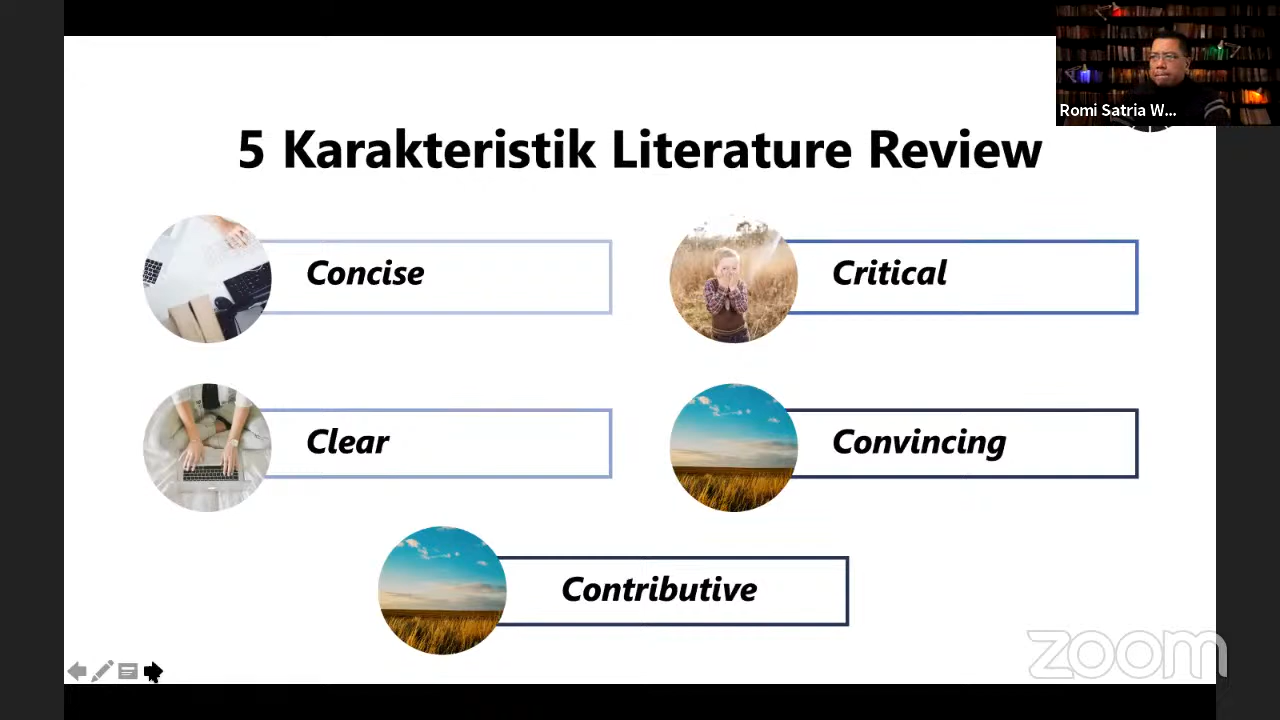 Romi Satria W...
5 Karakteristik Literature Review
Concise
Critical
Clear
Convincing
Contributive
zoom